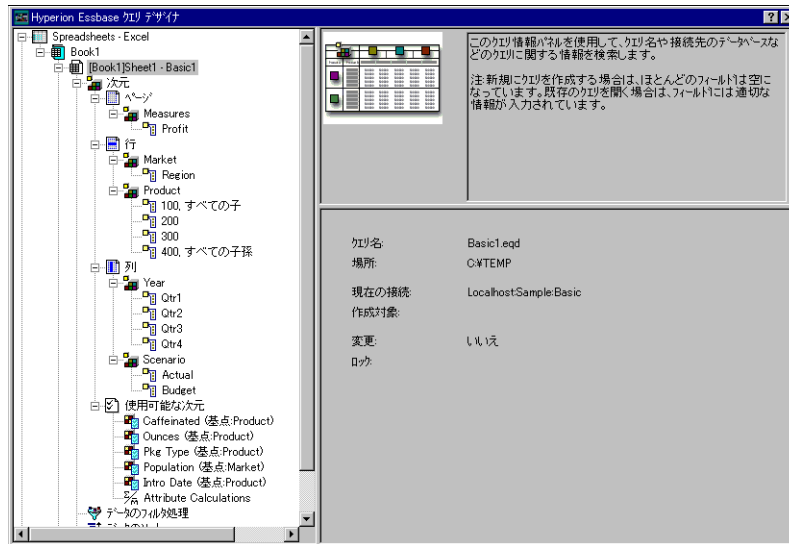 Hyperion Essbase クエリ デザイナ
Spreadsheets - Excel
Book1
[Book1]Sheet1 - Basic1
次元
ページ
Measures
Profit
行
Market
Region
Product
100, すべての子
200
300
400, すべての子孫
列
Year
Qtr1
Qtr2
Qtr3
Qtr4
Scenario
Actual
Budget
使用可能な次元
Caffeinated (基点:Product)
Ounces (基点:Product)
Pkg Type (基点:Product)
Population (基点:Market)
Intro Date (基点:Product)
Attribute Calculations
データのフィルタ処理
このクエリ情報パネルを使用して、クエリ名や接続先のデータベースな
どのクエリに関する情報を検索します。
注:新規にクエリを作成する場合は、ほとんどのフィールドは空に
なっています。既存のクエリを開く場合は、フィールドには適切な
情報が入力されています。
クエリ名: Basic1.eqd
場所: C:¥TEMP
現在の接続: Localhost:Sample:Basic
作成対象:
変更: いいえ
ロック: